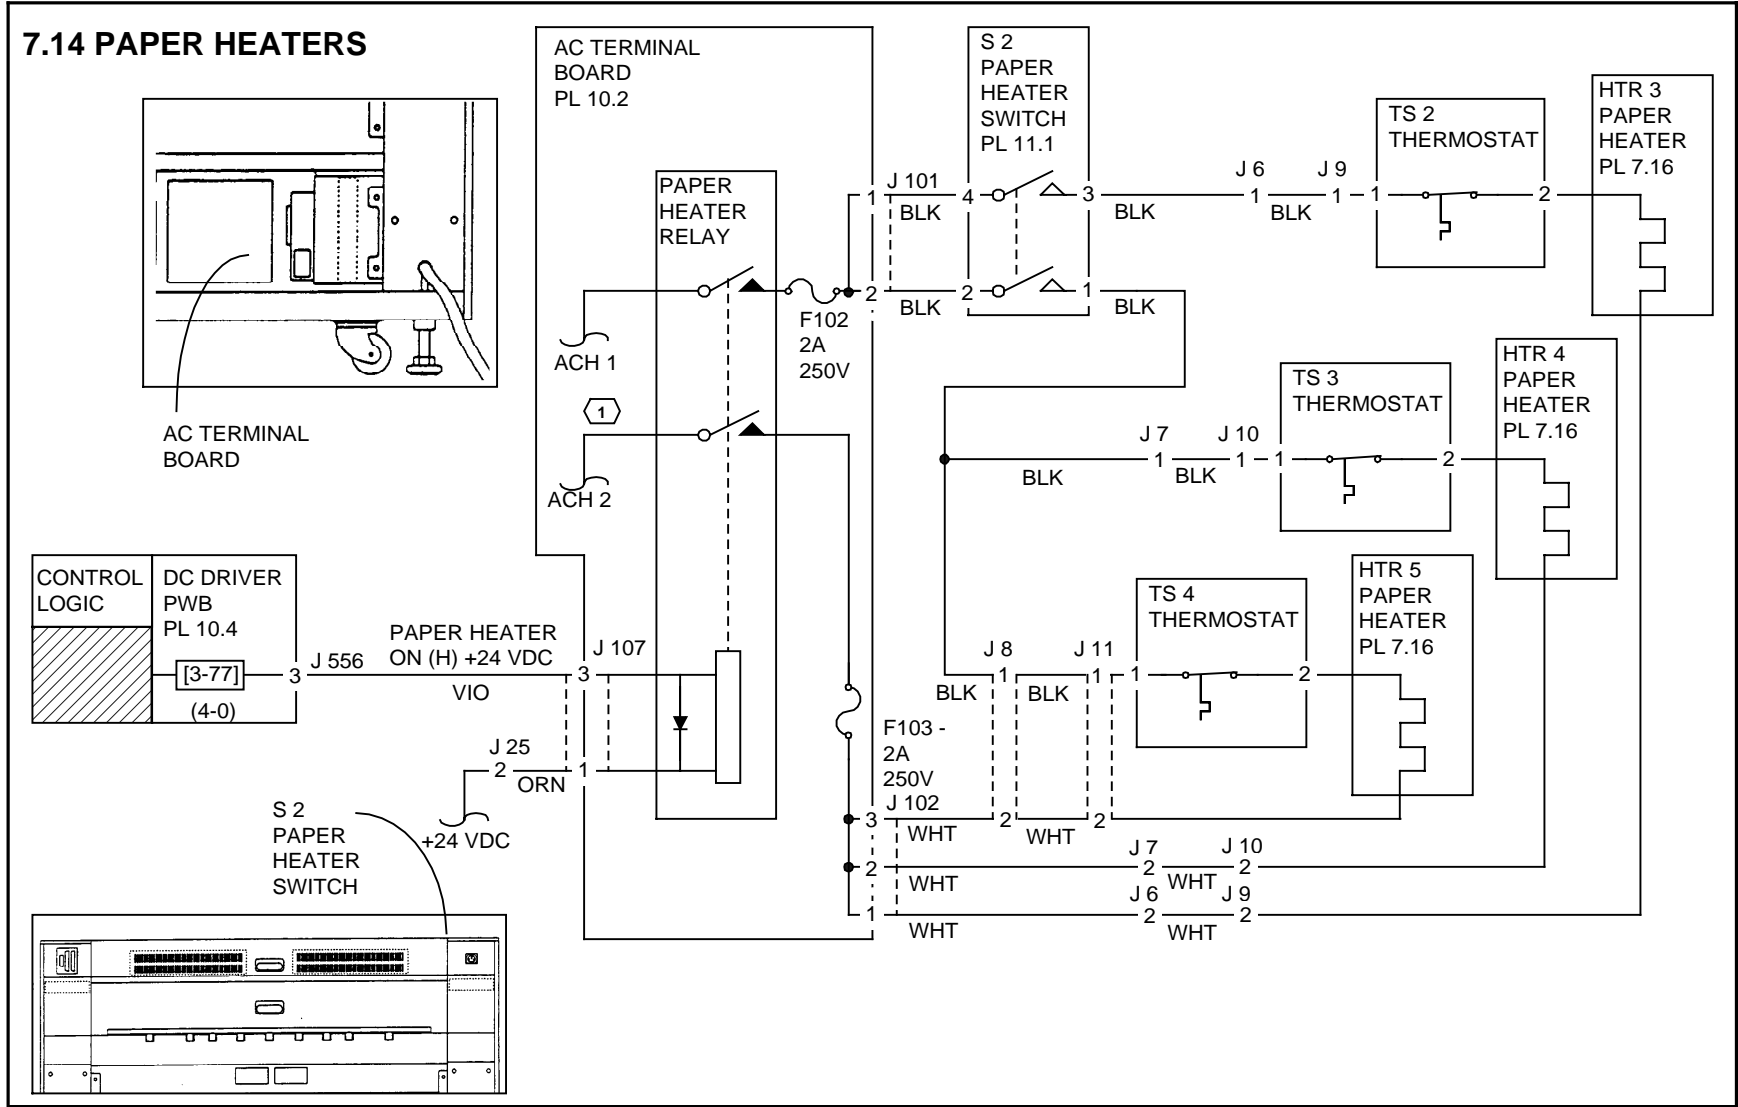 7.14 PAPER HEATERS
AC TERMINAL
BOARD
PL 10.2
S 2
PAPER
HEATER
SWITCH
PL 11.1
TS 2
THERMOSTAT
HTR 3
PAPER
HEATER
PL 7.16
PAPER
HEATER
RELAY
J 101
1
BLK
4
3
BLK
J 6
1
BLK
J 9
1
1
2
2
BLK
2
1
BLK
F102
2A
250V
ACH 1
1
ACH 2
AC TERMINAL
BOARD
TS 3
THERMOSTAT
HTR 4
PAPER
HEATER
PL 7.16
BLK
J 7
1
BLK
J 10
1
1
2
CONTROL
LOGIC
DC DRIVER
PWB
PL 10.4
[3-77]
(4-0)
3
J 556
PAPER HEATER
ON (H) +24 VDC
VIO
J 107
3
J 25
2
ORN
1
+24 VDC
TS 4
THERMOSTAT
HTR 5
PAPER
HEATER
PL 7.16
BLK
J 8
1
BLK
J 11
1
1
2
F103 -
2A
250V
J 102
3
WHT
2
WHT
2
2
WHT
J 7
2
WHT
J 10
2
1
WHT
J 6
2
WHT
J 9
2
S 2
PAPER
HEATER
SWITCH